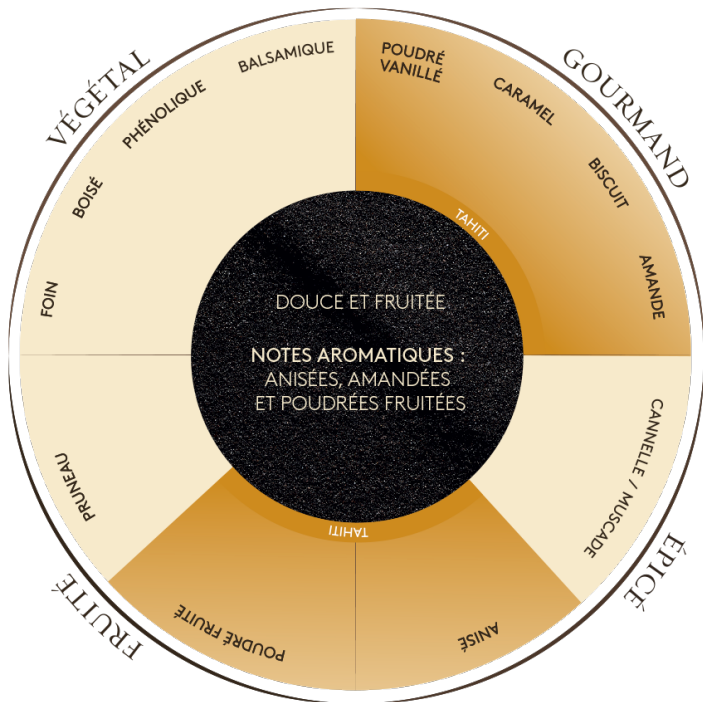 VÉGÉTAL
FOIN
BOISÉ
PHÉNOLIQUE
BALSAMIQUE
GOURMAND
POUDRÉ
VANILLÉ
CARAMEL
BISCUIT
AMANDE
TAHITI
ÉPICÉ
CANNELLE / MUSCADE
ANISÉ
FRUITÉ
POUDRÉ FRUITÉ
PRUNEAU
TAHITI
DOUCE ET FRUITÉE
NOTES AROMATIQUES :
ANISÉES, AMANDÉES
ET POUDRÉES FRUITÉES